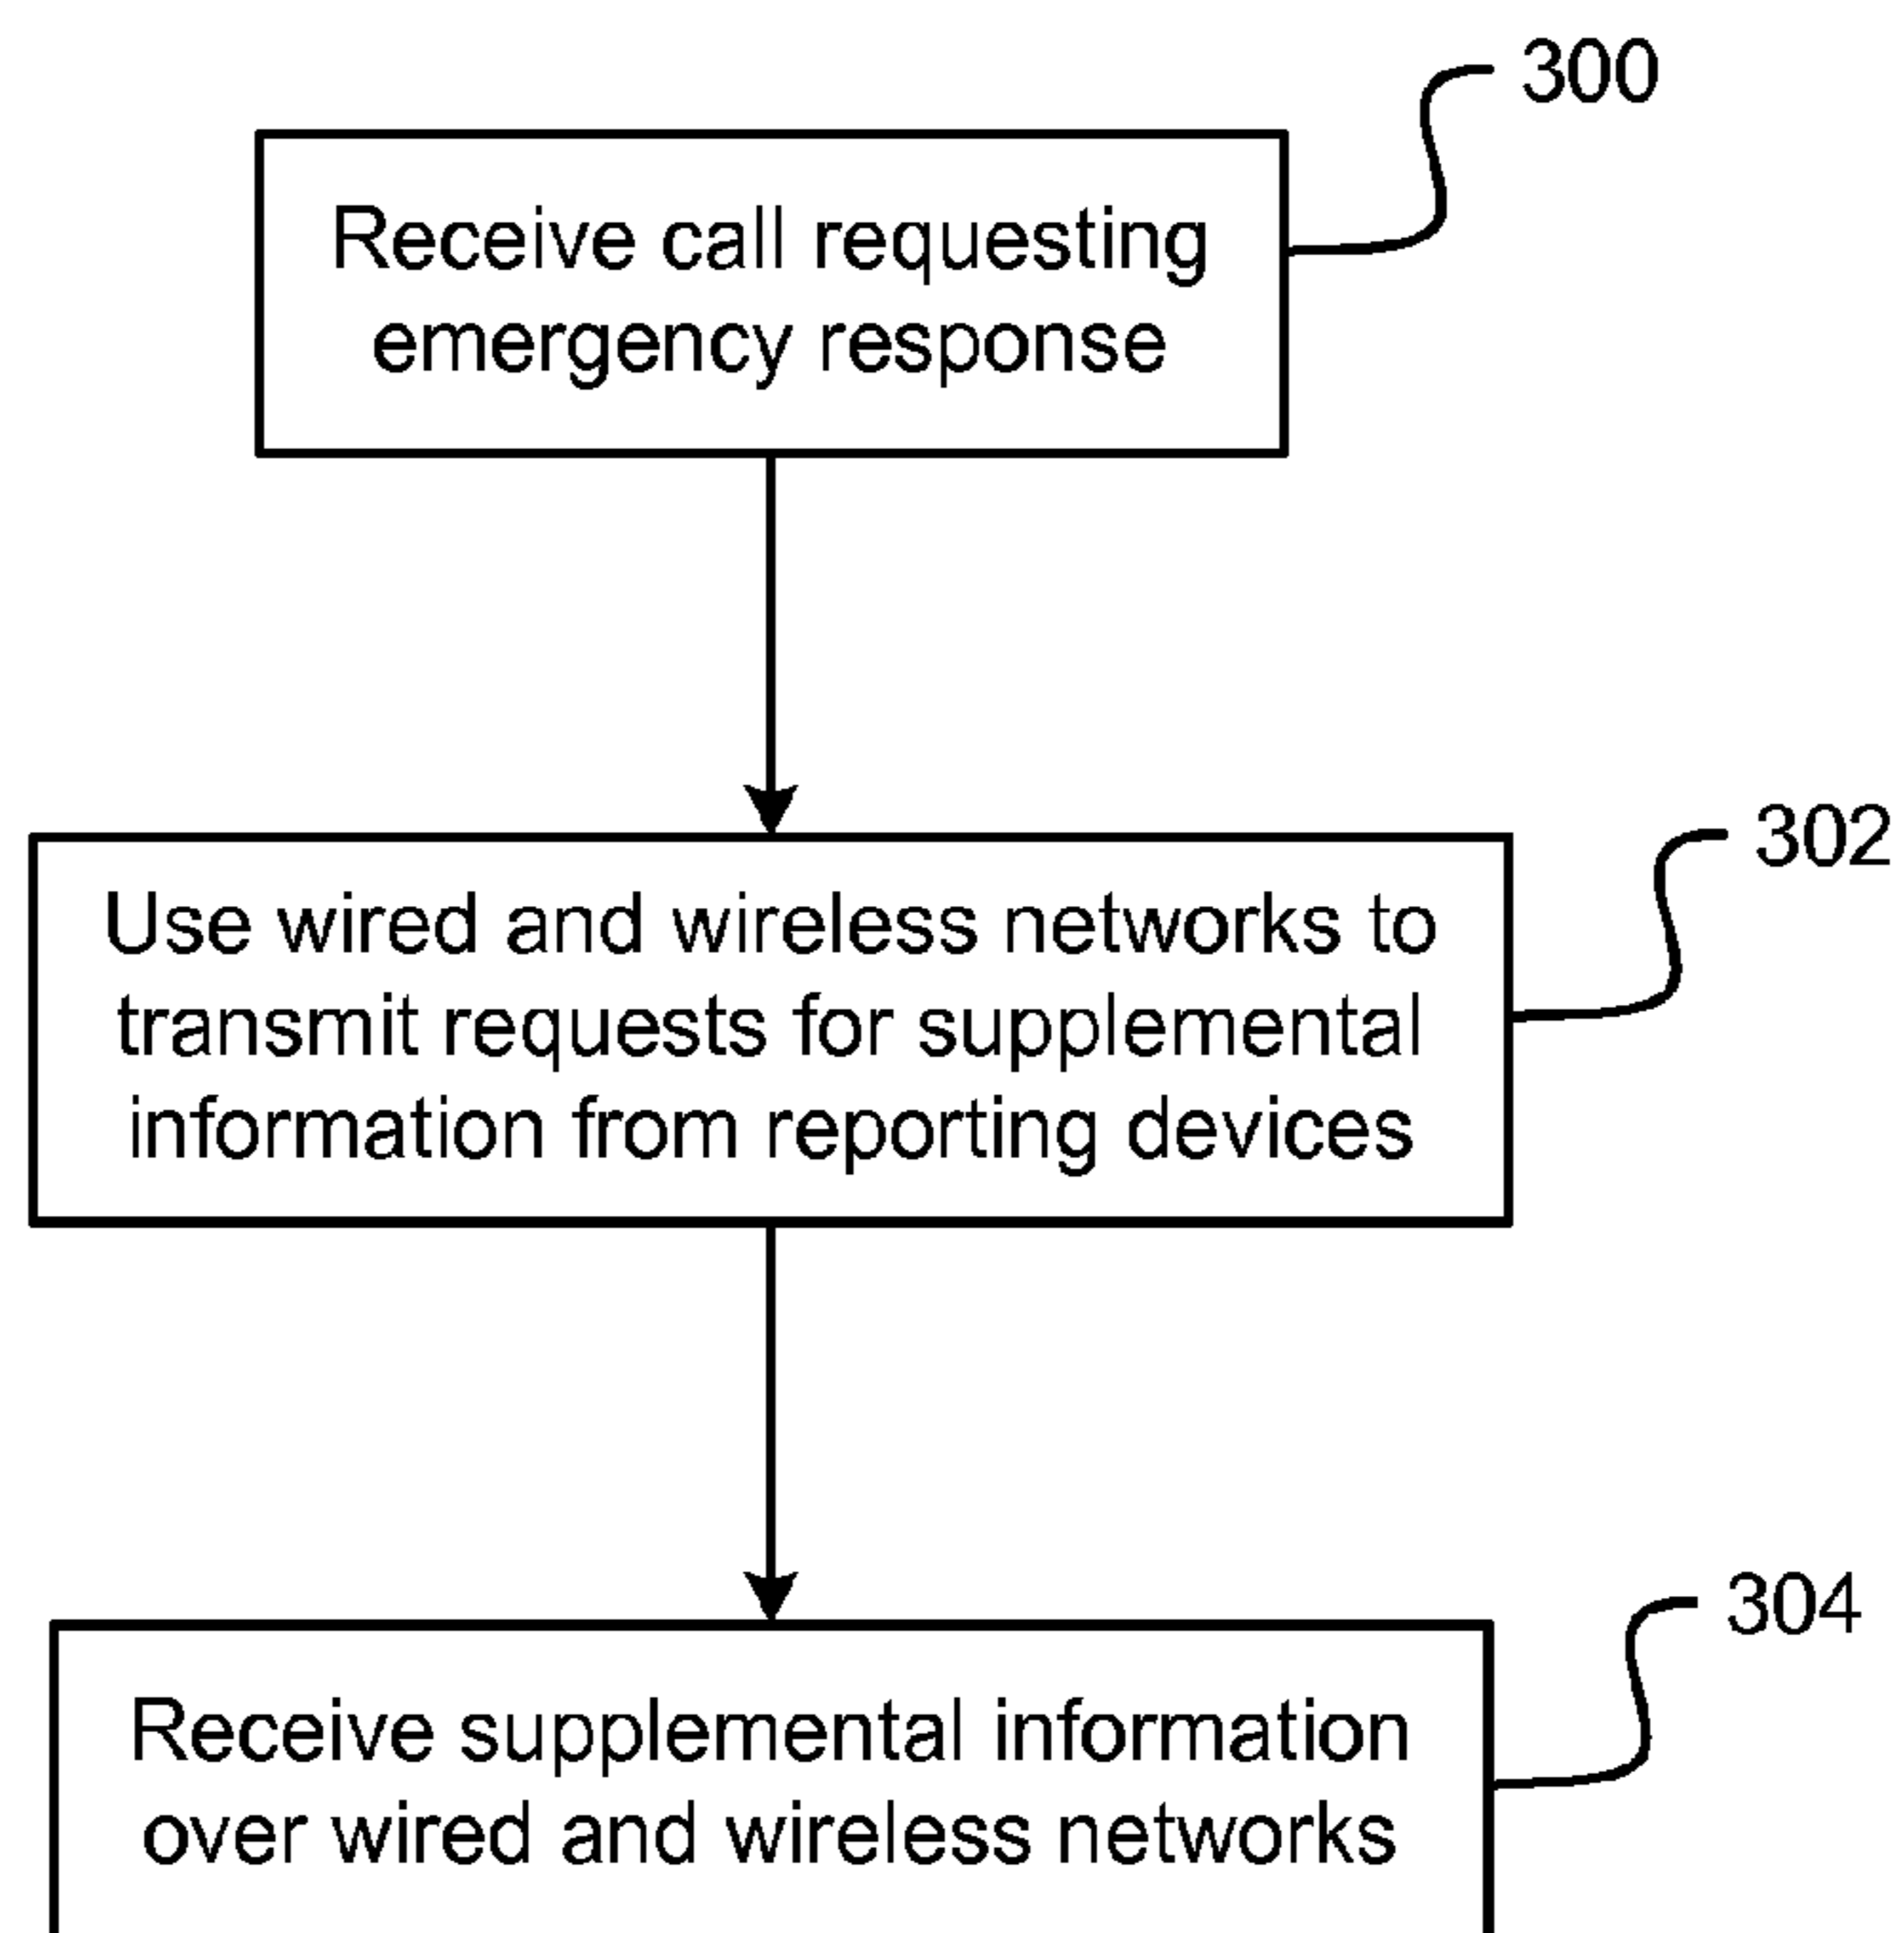 300
Receive call requesting
emergency response
302
Use wired and wireless networks to
transmit requests for supplemental
information from reporting devices
304
Receive supplemental information
over wired and wireless networks